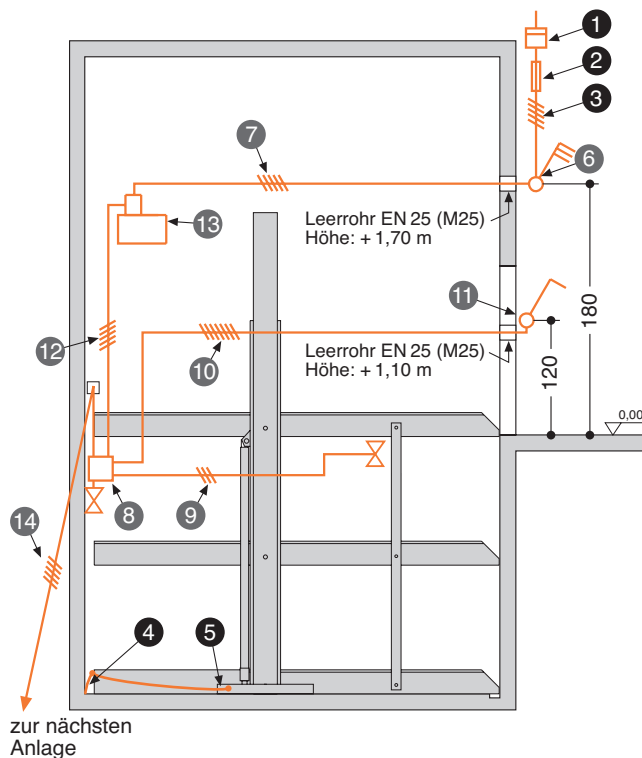 1
2
3
7
6
Leerrohr EN 25 (M25)
Höhe: + 1,70 m
13
11
180
12
10
Leerrohr EN 25 (M25)
Höhe: + 1,10 m
120
0,00
8
9
14
4
5
zur nächsten
Anlage